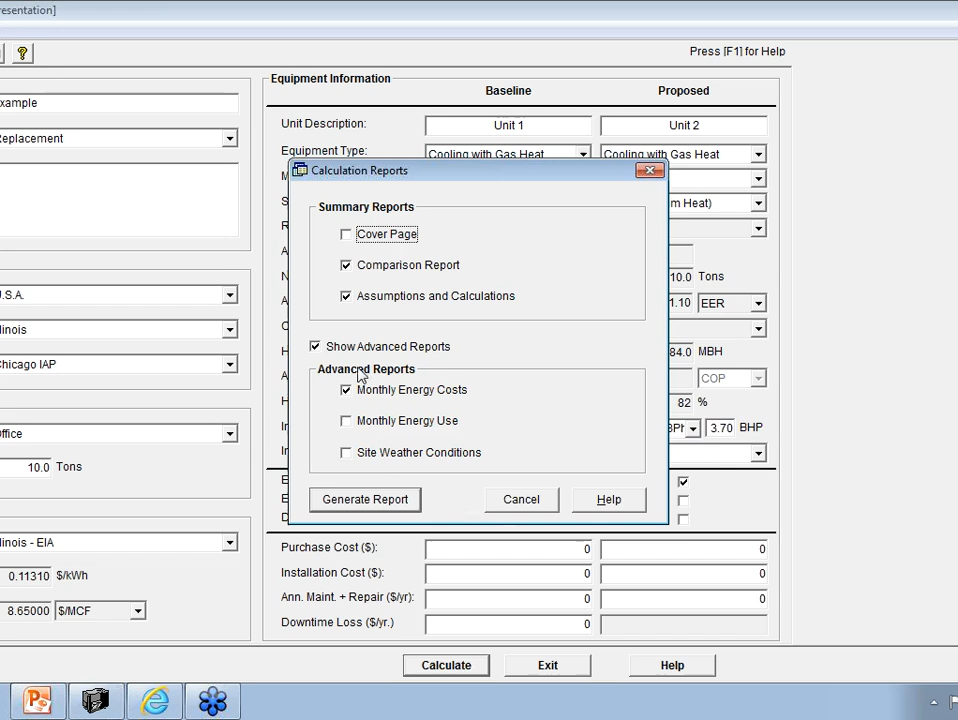 resentation]
?
Press [F1] for Help
Equipment Information
Baseline
Proposed
xample
Unit Description:
Unit 1
Unit 2
Replacement
Equipment Type:
Cooling with Gas Heat
Cooling with Gas Heat
Calculation Reports
Summary Reports
Cover Page
Comparison Report
Assumptions and Calculations
Show Advanced Reports
Advanced Reports
Monthly Energy Costs
Monthly Energy Use
Site Weather Conditions
Generate Report
Cancel
Help
m Heat)
10.0 Tons
1.10 EER
84.0 MBH
COP
82 %
3.70 BHP
U.S.A.
linois
Chicago IAP
Office
10.0 Tons
linois - EIA
0.11310 $/kWh
8.65000 $/MCF
Purchase Cost ($):
0
0
Installation Cost ($):
0
0
Ann. Maint. + Repair ($/yr):
0
0
Downtime Loss ($/yr.)
0
Calculate
Exit
Help